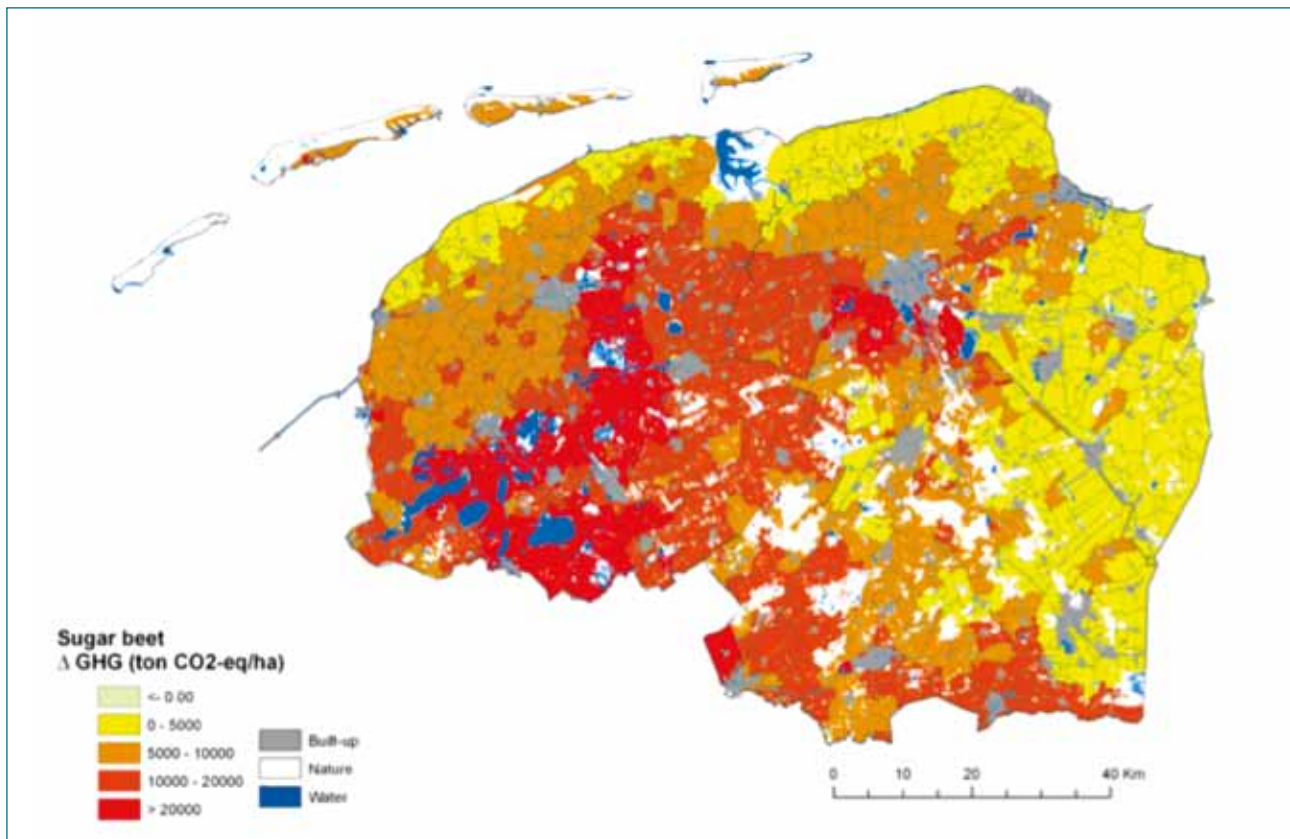 Sugar beet
Δ GHG (ton CO2-eq/ha)
<- 0.00
0 - 5000
5000 - 10000
10000 - 20000
> 20000
Built-up
Nature
Water
0 10 20 40 Km